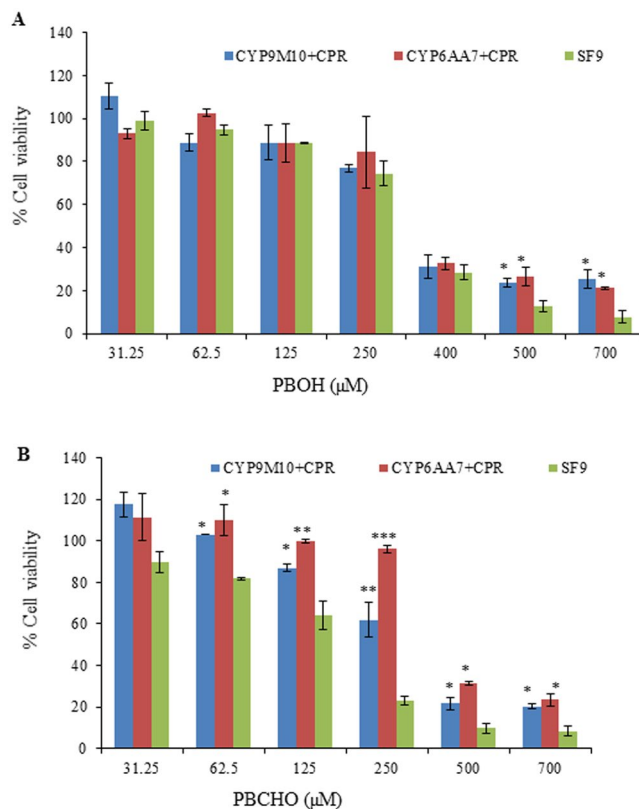 A
CYP9M10+CPR CYP6AA7+CPR SF9
% Cell viability
140
120
100
80
60
40
20
0
* * * *
31.25 62.5 125 250 400 500 700
PBOH (µM)
B
CYP9M10+CPR CYP6AA7+CPR SF9
% Cell viability
140
120
100
80
60
40
20
0
* * * ** ** *** * * * *
31.25 62.5 125 250 500 700
PBCHO (µM)